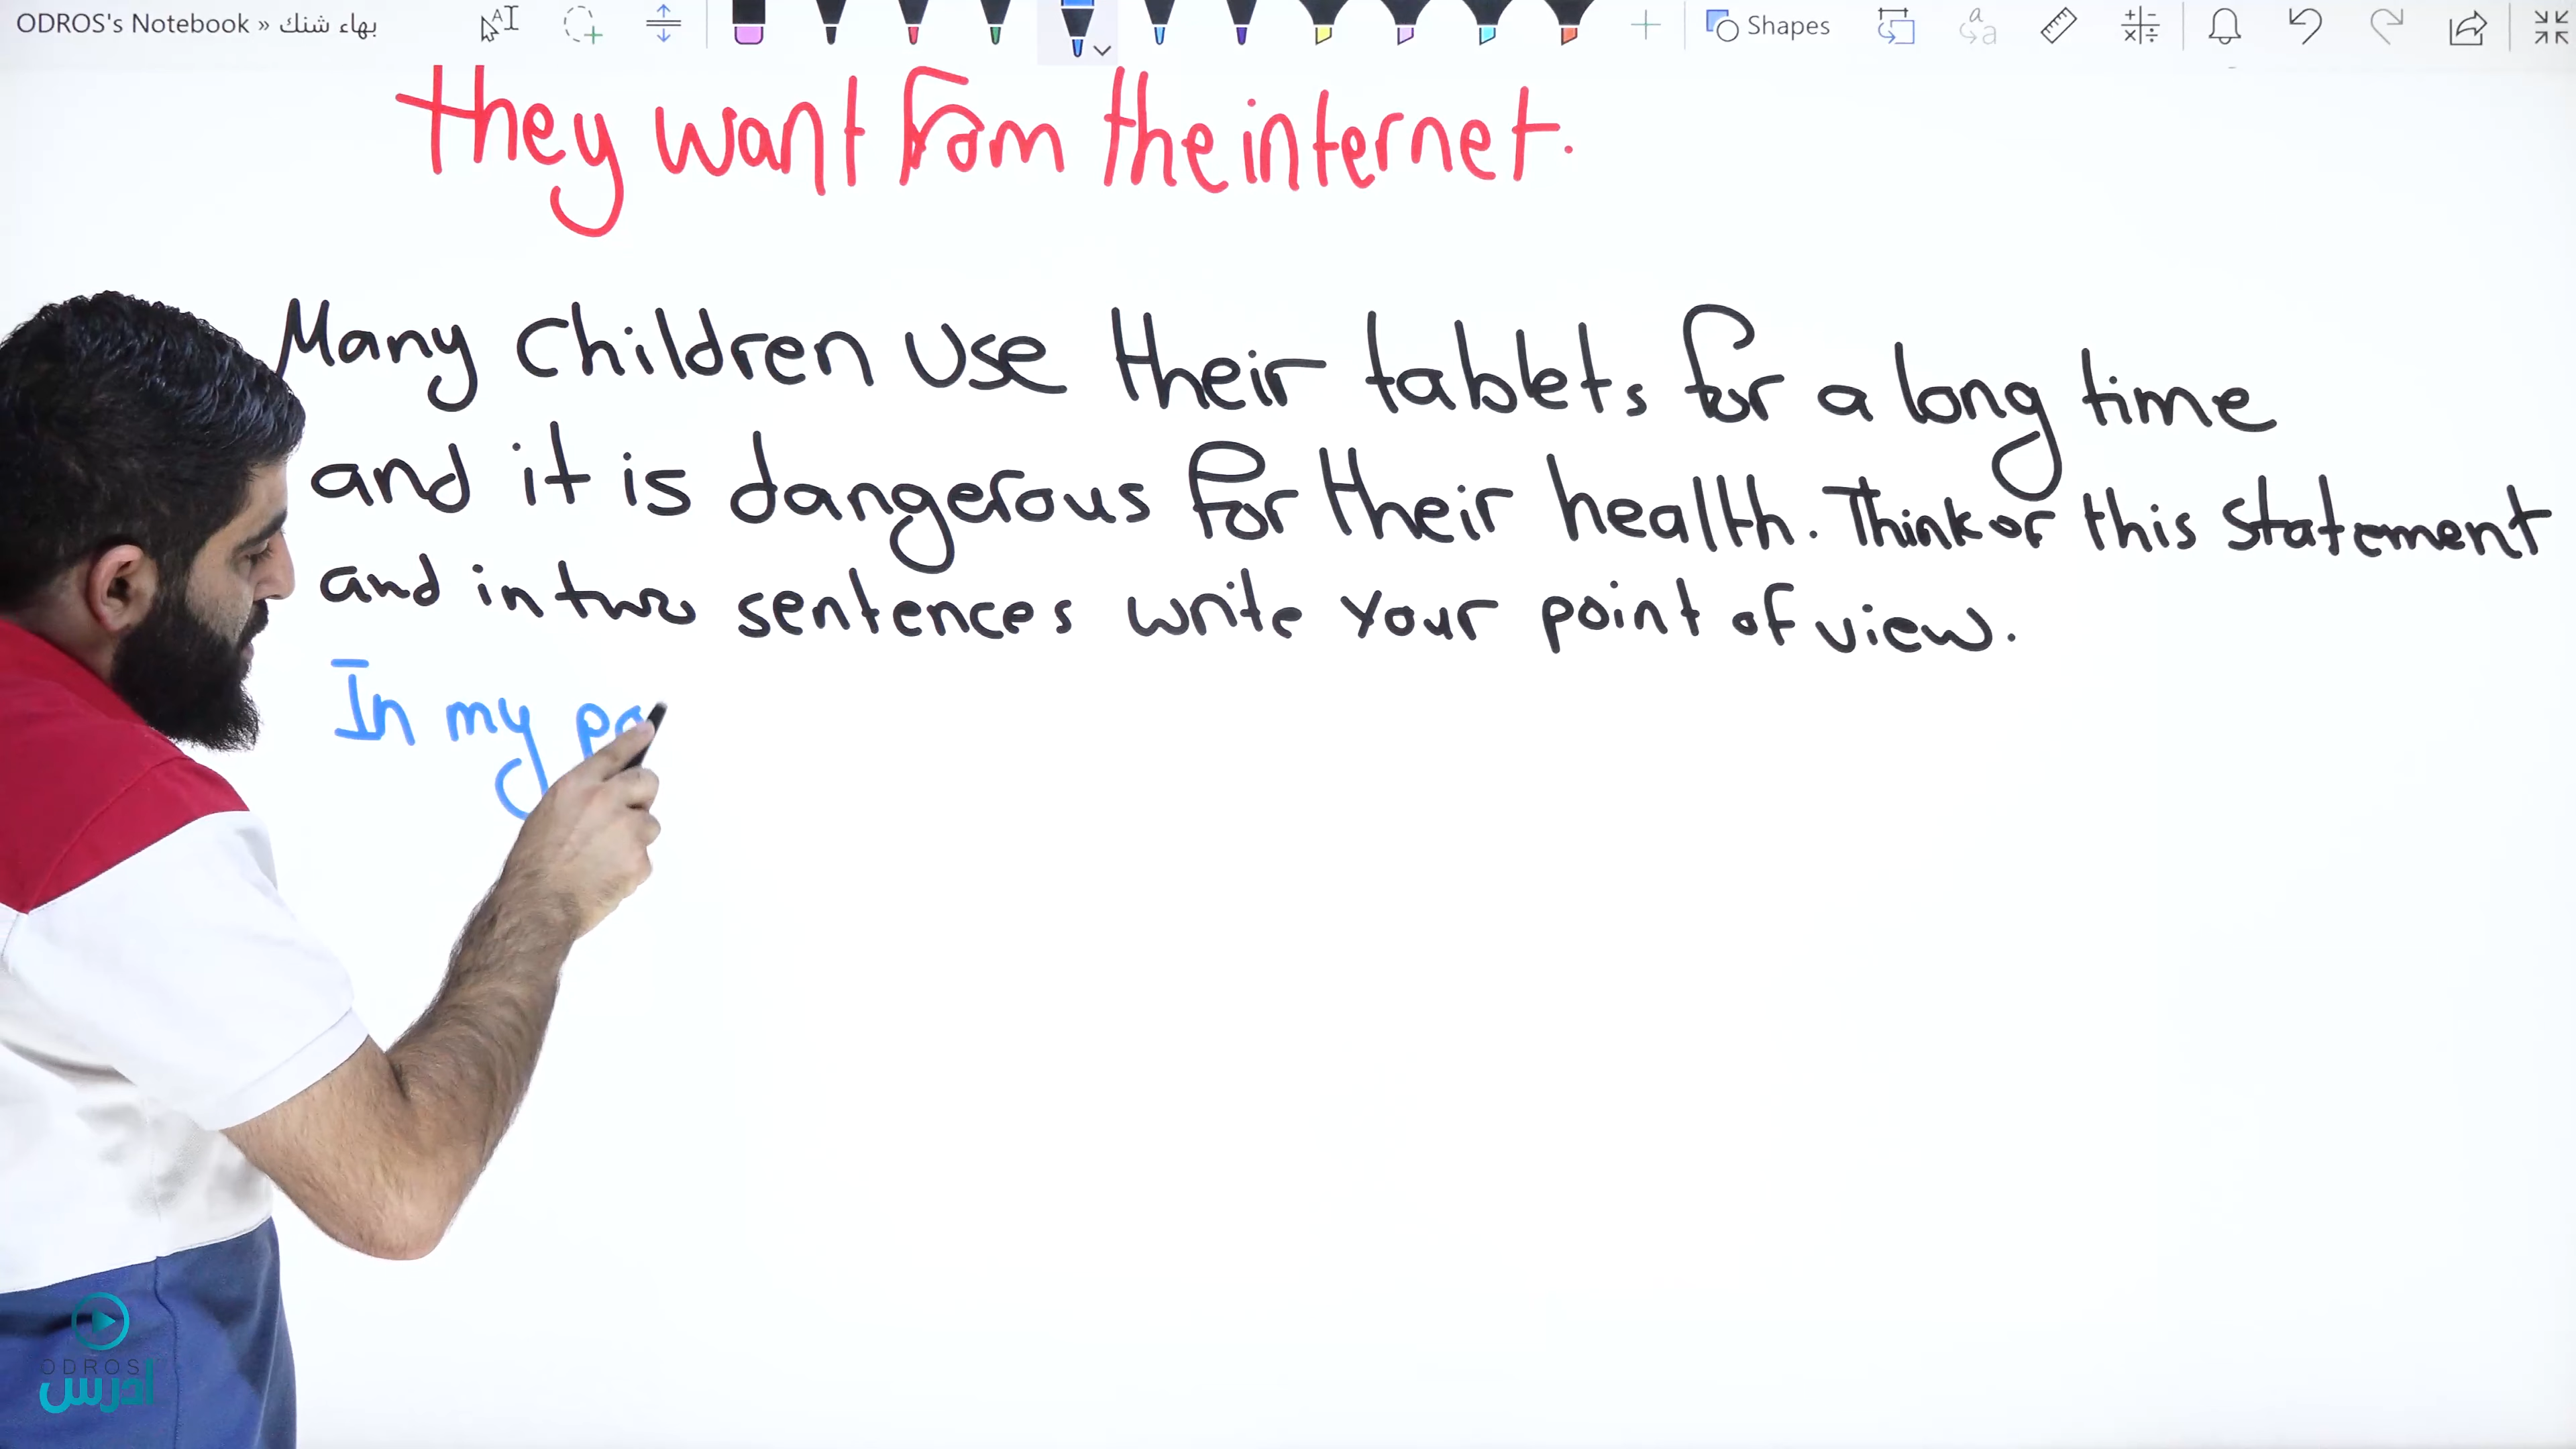 ODROS's Notebook » بهاء شنك
Shapes
they want from the internet.
Many children use their tablets for a long time
and it is dangerous for their health. Think of this statement
and in two sentences write your point of view.
In my po
ODROS
ادرس